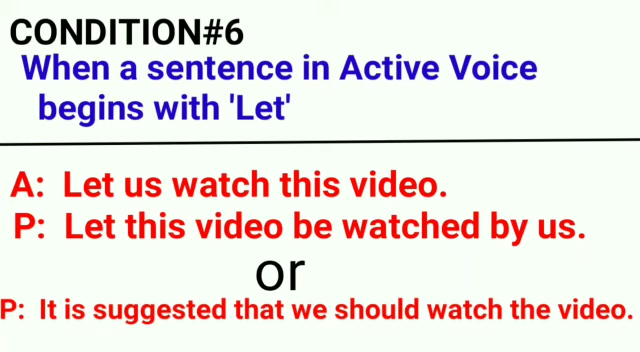 CONDITION#6
When a sentence in Active Voice
begins with 'Let'
A: Let us watch this video.
P: Let this video be watched by us.
or
P: It is suggested that we should watch the video.